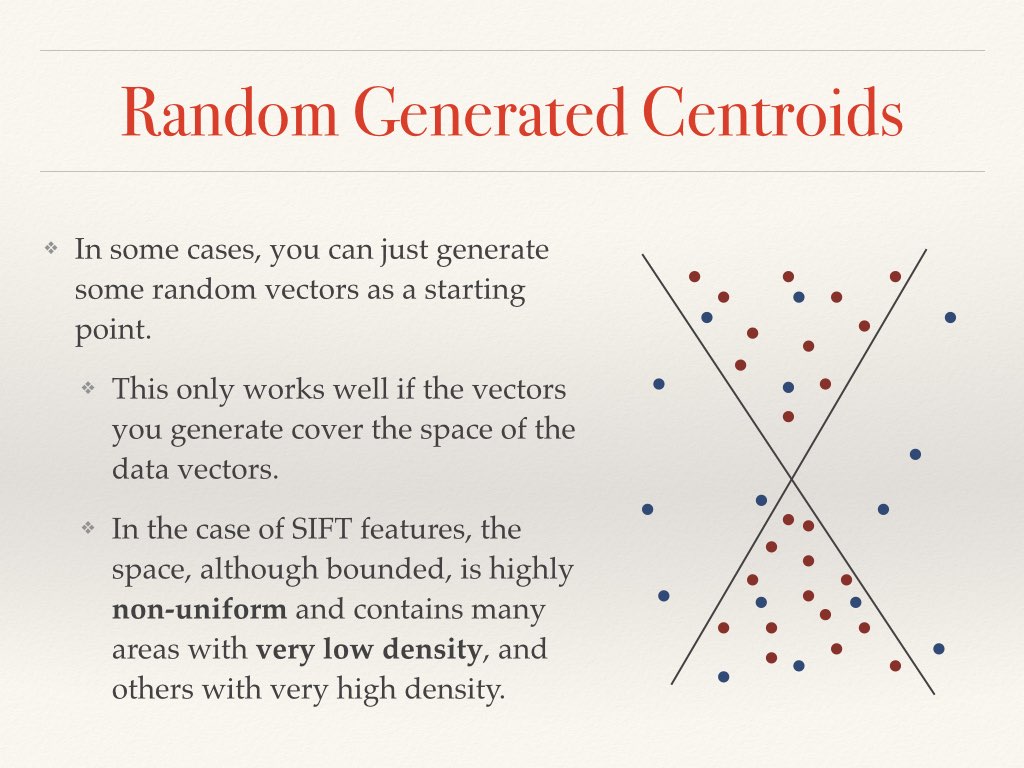 Random Generated Centroids
❖ In some cases, you can just generate
some random vectors as a starting
point.
❖ This only works well if the vectors
you generate cover the space of the
data vectors.
❖ In the case of SIFT features, the
space, although bounded, is highly
non-uniform and contains many
areas with very low density, and
others with very high density.